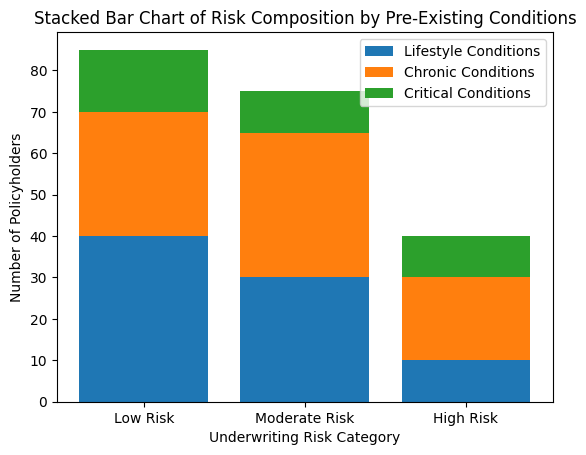 Stacked Bar Chart of Risk Composition by Pre-Existing Conditions
Lifestyle Conditions
Chronic Conditions
Critical Conditions
Number of Policyholders
80
70
60
50
40
30
20
10
0
Low Risk
Moderate Risk
High Risk
Underwriting Risk Category